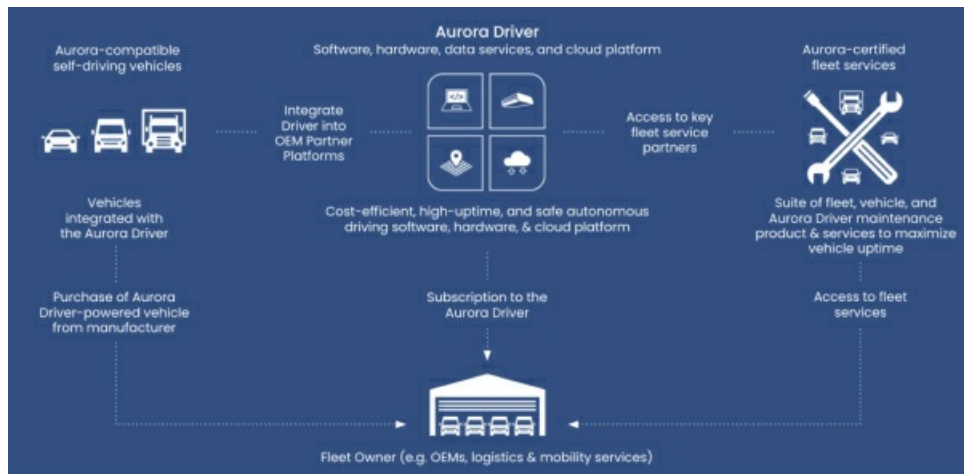 Aurora Driver
Software, hardware, data services, and cloud platform
Aurora-compatible
self-driving vehicles
Integrate
Driver into
OEM Partner
Platforms
</>
Access to key
fleet service
partners
Aurora-certified
fleet services
Vehicles
integrated with
the Aurora Driver
Cost-efficient, high-uptime, and safe autonomous
driving software, hardware, & cloud platform
Suite of fleet, vehicle, and
Aurora Driver maintenance
product & services to maximize
vehicle uptime
Purchase of Aurora
Driver-powered vehicle
from manufacturer
Subscription to the
Aurora Driver
Access to fleet
services
Fleet Owner (e.g. OEMs, logistics & mobility services)